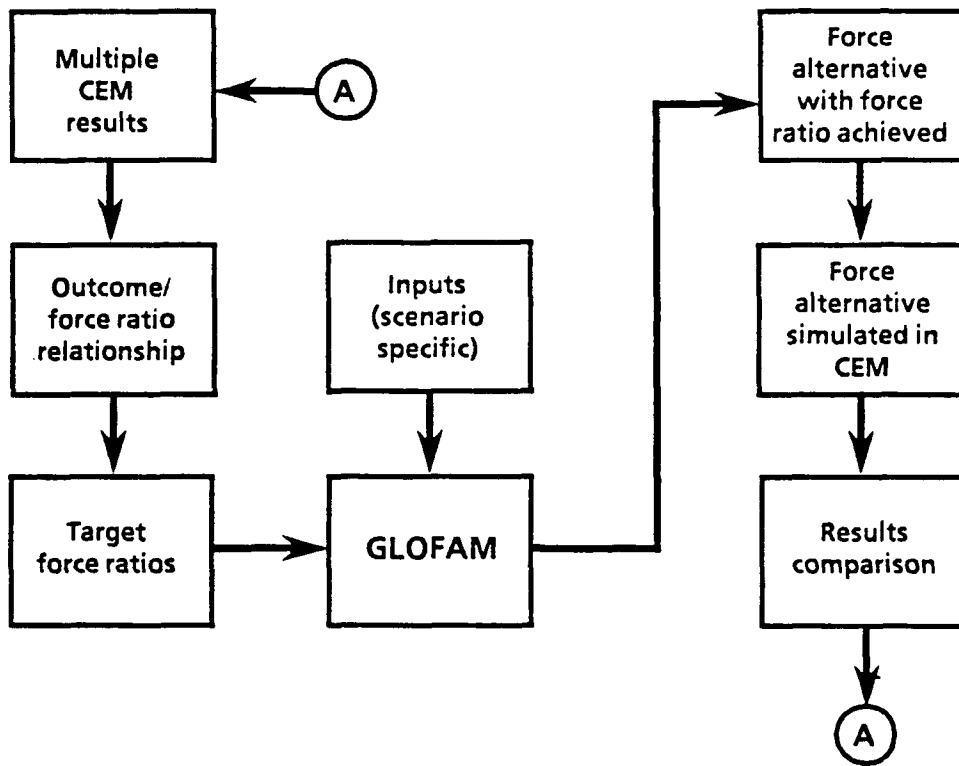 Multiple
CEM
results
A
Outcome/
force ratio
relationship
Target
force ratios
Inputs
(scenario
specific)
GLOFAM
Force
alternative
with force
ratio achieved
Force
alternative
simulated in
CEM
Results
comparison
A